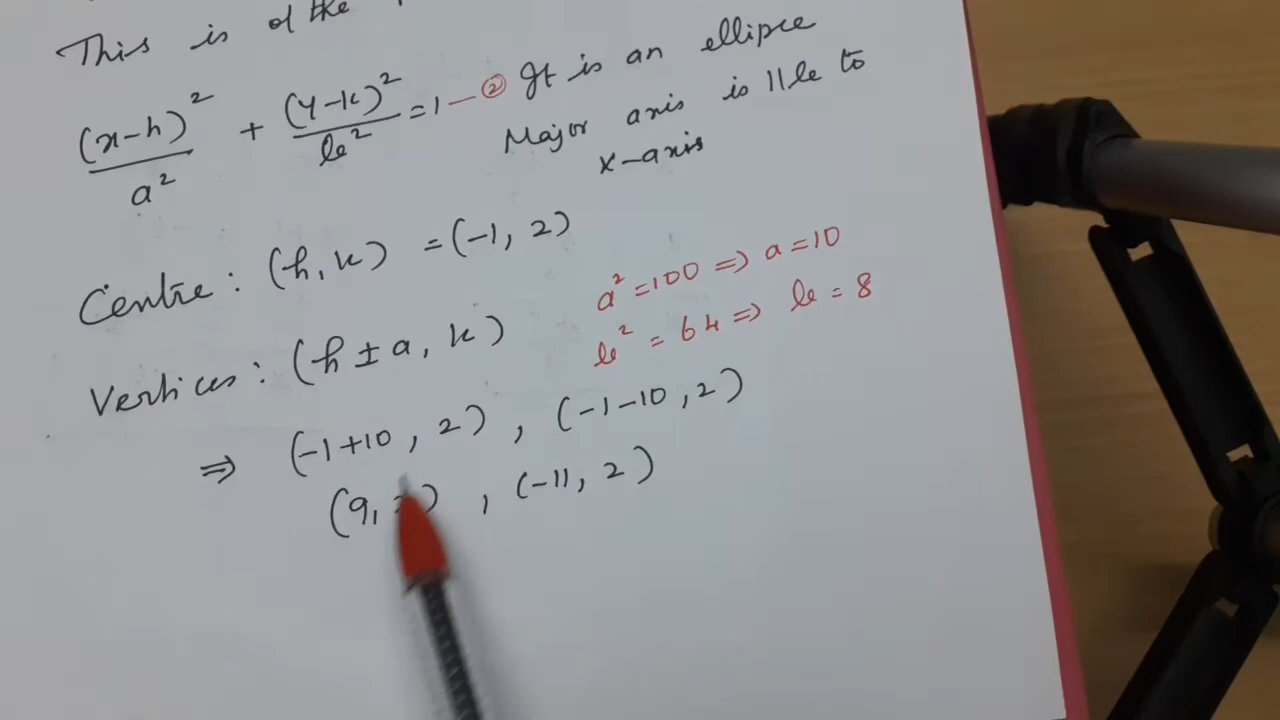 This is of the
(x-h)²/a² + (y-k)²/b² = 1 — ② It is an ellipse
Major axis is ||le to
x-axis
Centre : (h, k) = (-1, 2)
a² = 100 => a = 10
b² = 64 => b = 8
Vertices : (h ± a, k)
=> (-1+10, 2), (-1-10, 2)
(9, ), (-11, 2)